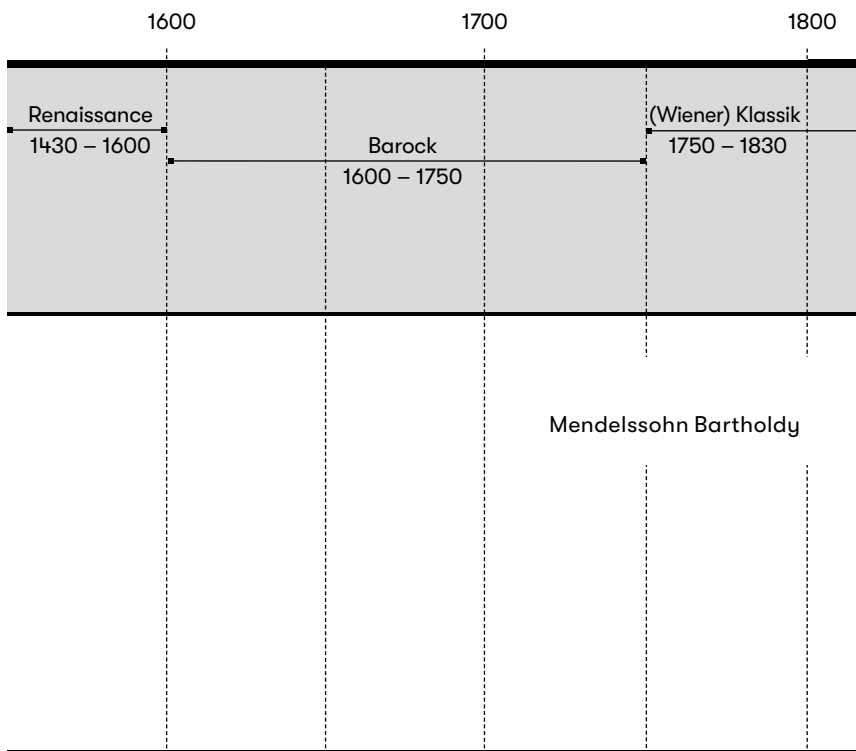 1600 1700 1800
Renaissance
1430 – 1600
Barock
1600 – 1750
(Wiener) Klassik
1750 – 1830
Mendelssohn Bartholdy